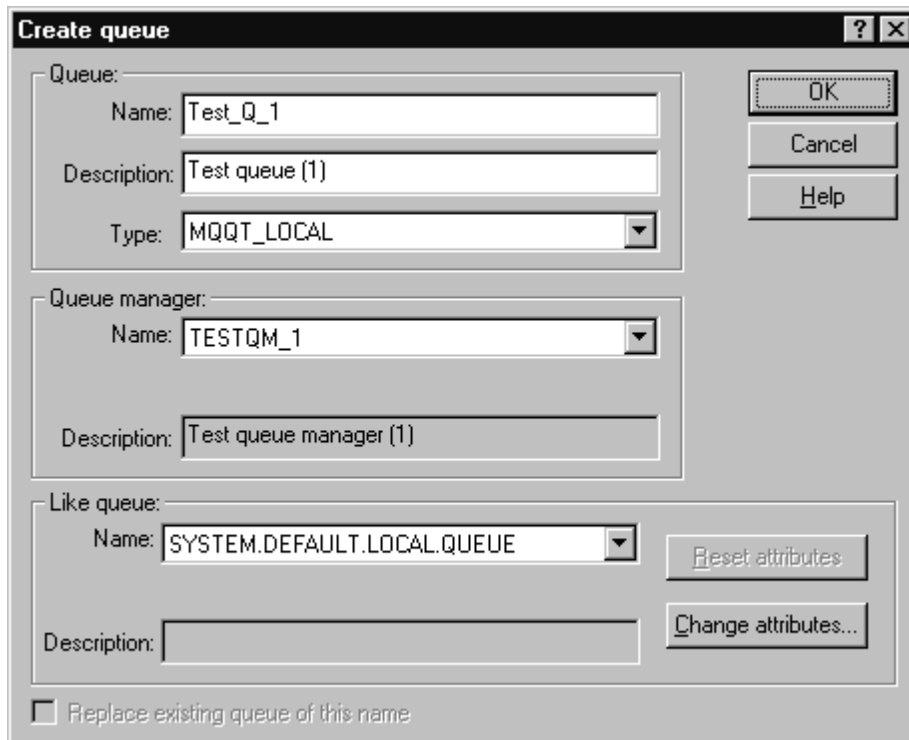 Create queue
Queue:
Name: Test_Q_1
Description: Test queue (1)
Type: MQQT_LOCAL
OK
Cancel
Help
Queue manager:
Name: TESTQM_1
Description: Test queue manager (1)
Like queue:
Name: SYSTEM.DEFAULT.LOCAL.QUEUE
Reset attributes
Description:
Change attributes...
Replace existing queue of this name